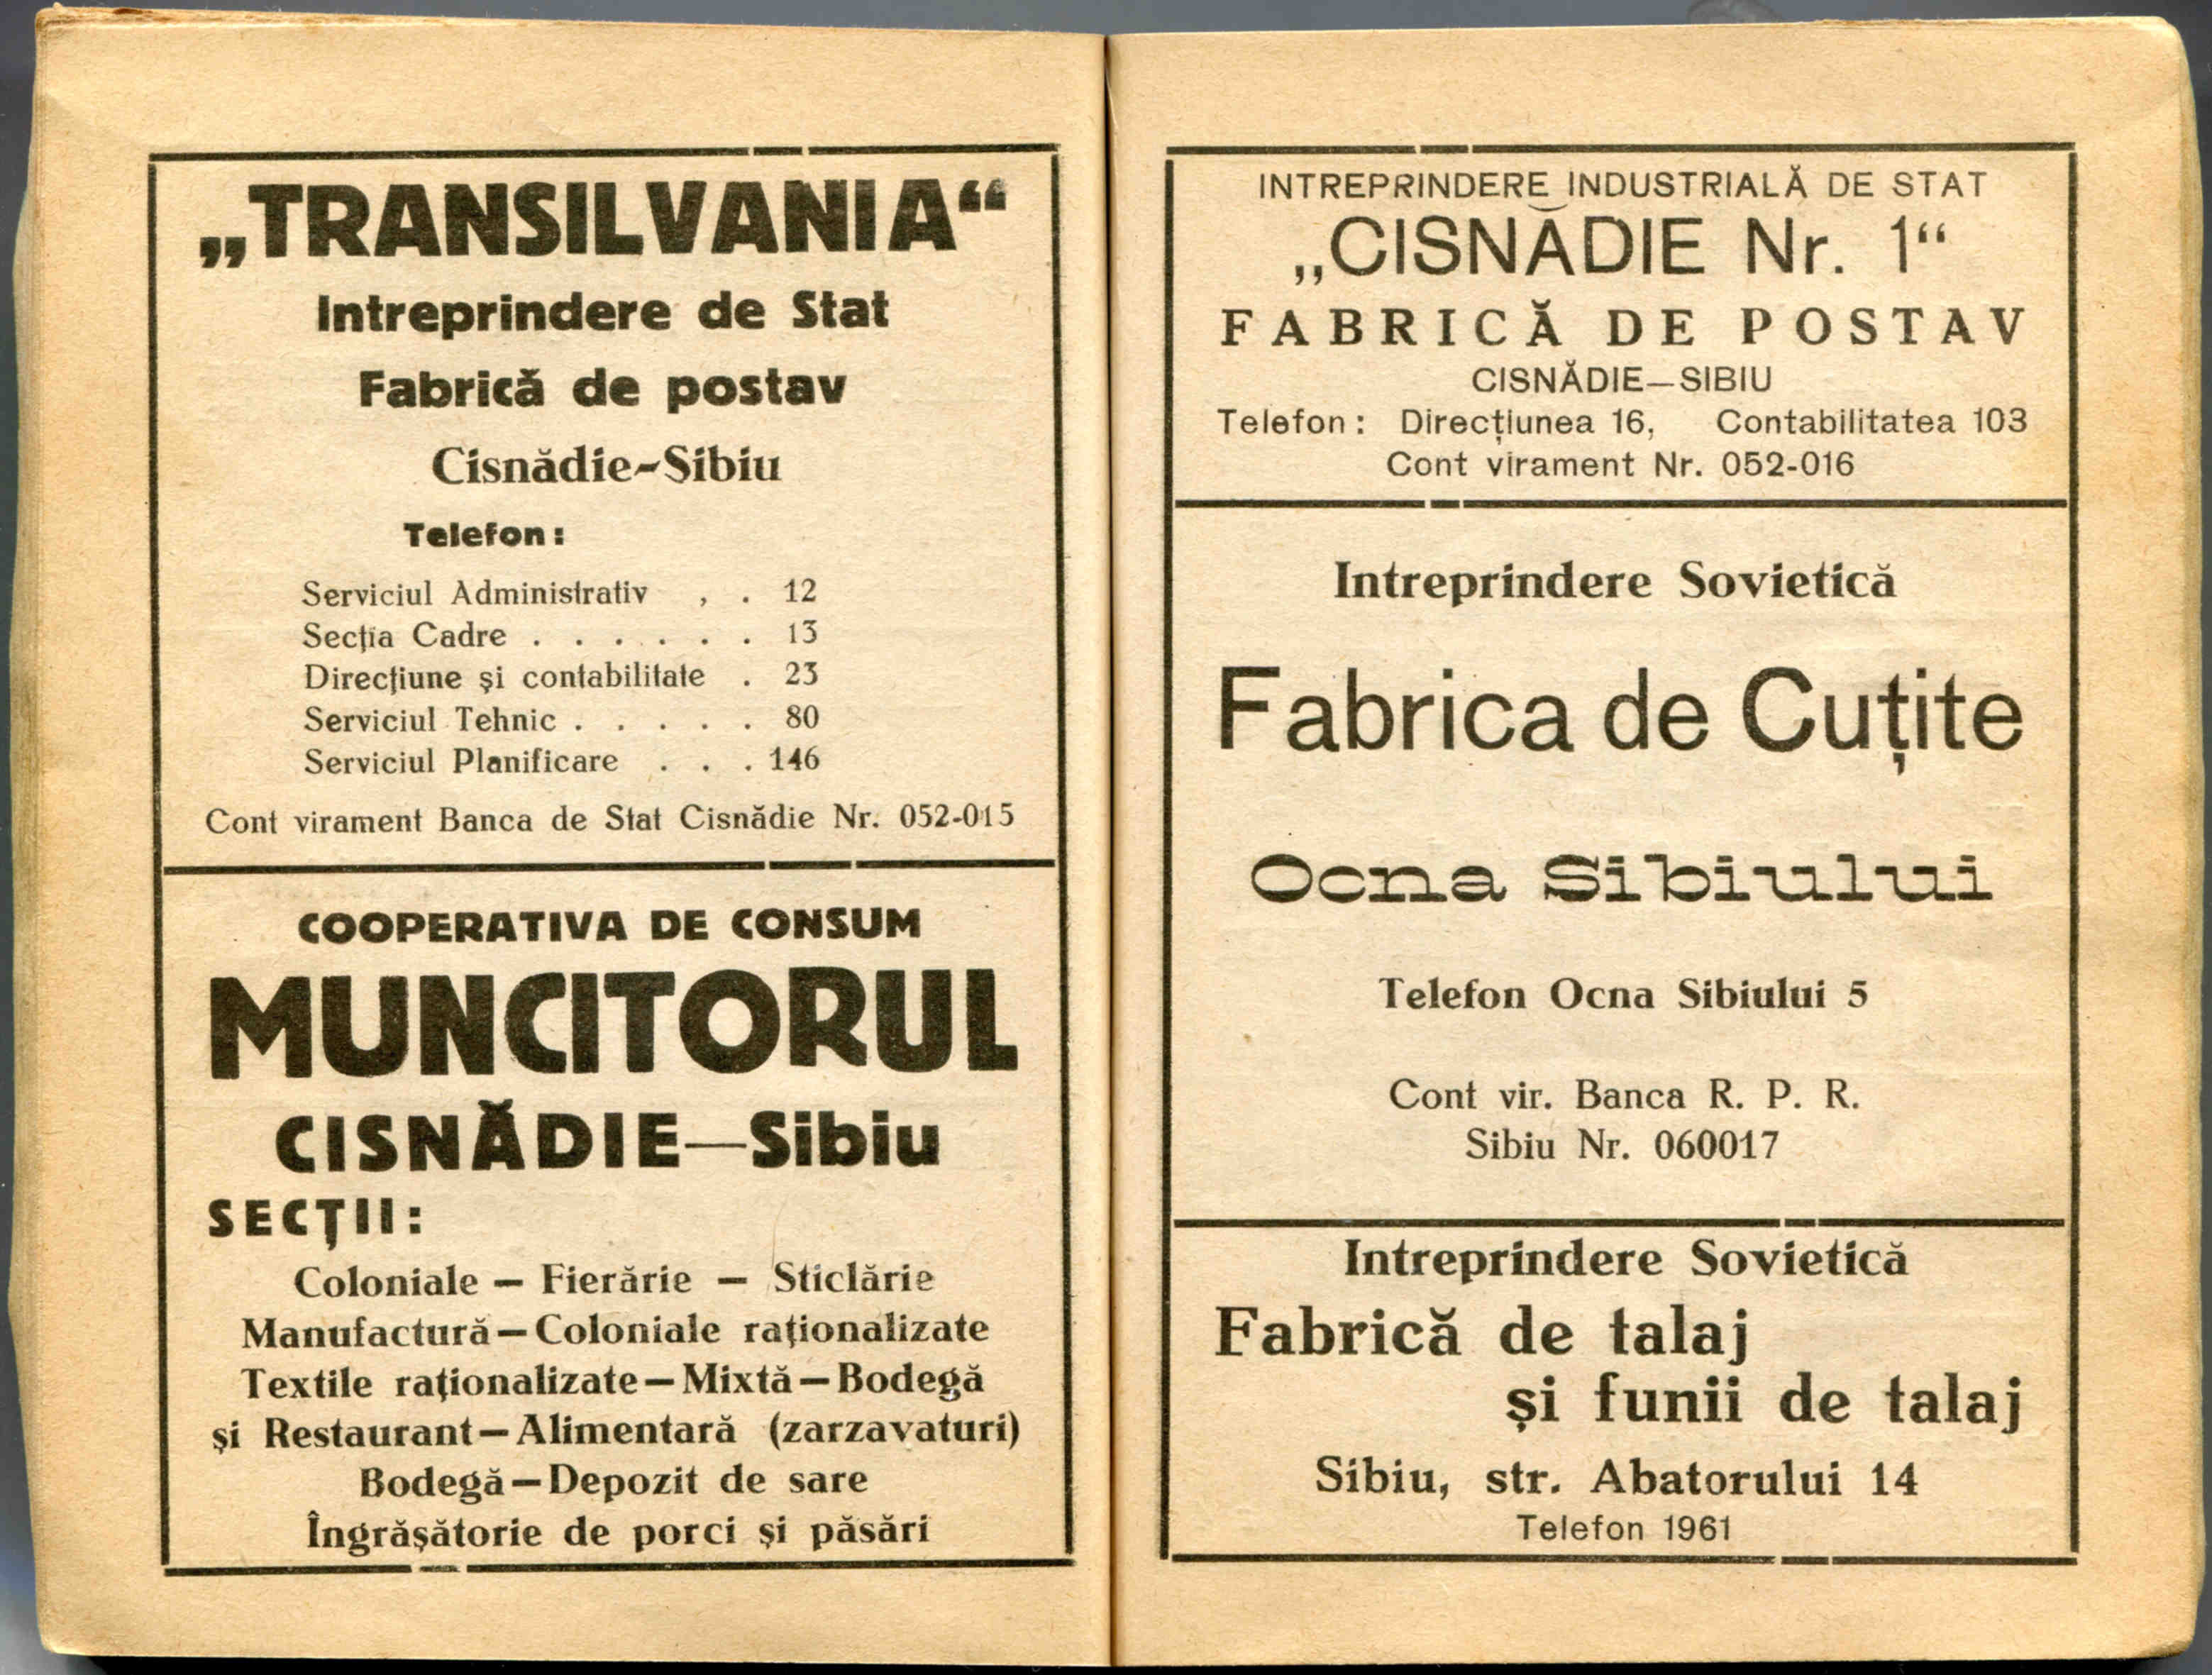 „TRANSILVANIA“
Intreprindere de Stat
Fabrică de postav
Cisnădie-Sibiu
Telefon:
Serviciul Administrativ , . 12
Secția Cadre . . . . . . 13
Direcțiune și contabilitate . 23
Serviciul Tehnic . . . . . 80
Serviciul Planificare . . . 146
Cont virament Banca de Stat Cisnădie Nr. 052-015
COOPERATIVA DE CONSUM
MUNCITORUL
CISNĂDIE—Sibiu
SECȚII:
Coloniale — Fierărie — Sticlărie
Manufactură—Coloniale raționalizate
Textile raționalizate—Mixtă—Bodegă
și Restaurant—Alimentară (zarzavaturi)
Bodegă—Depozit de sare
Îngrășătorie de porci și păsări
INTREPRINDERE INDUSTRIALĂ DE STAT
„CISNĂDIE Nr. 1“
FABRICĂ DE POSTAV
CISNĂDIE—SIBIU
Telefon: Direcțiunea 16, Contabilitatea 103
Cont virament Nr. 052-016
Intreprindere Sovietică
Fabrica de Cuțite
Ocna Sibiului
Telefon Ocna Sibiului 5
Cont vir. Banca R. P. R.
Sibiu Nr. 060017
Intreprindere Sovietică
Fabrică de talaj
și funii de talaj
Sibiu, str. Abatorului 14
Telefon 1961